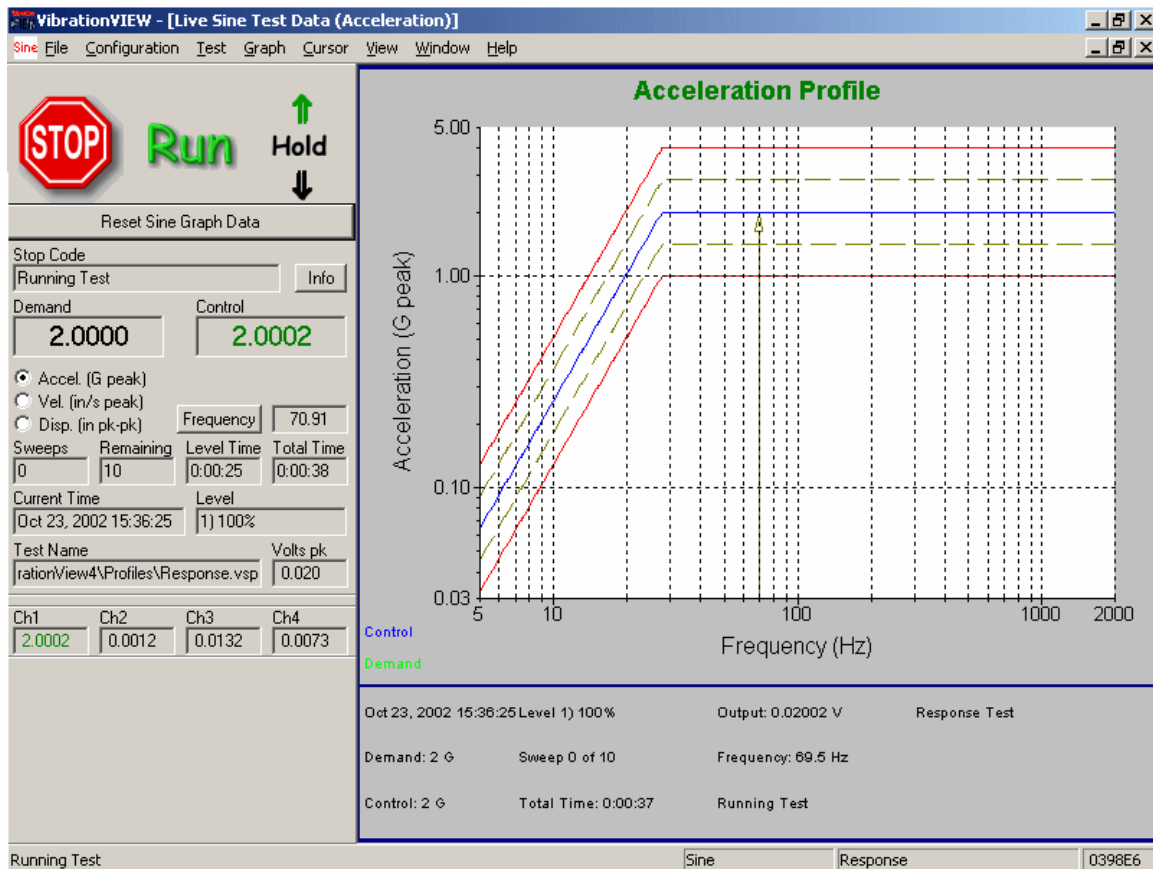 VibrationVIEW - [Live Sine Test Data (Acceleration)]
Sine File Configuration Test Graph Cursor View Window Help
STOP
Run
Hold
Reset Sine Graph Data
Stop Code
Running Test Info
Demand Control
2.0000 2.0002
Accel. (G peak)
Vel. (in/s peak)
Disp. (in pk-pk)
Frequency 70.91
Sweeps Remaining Level Time Total Time
0 10 0:00:25 0:00:38
Current Time Level
Oct 23, 2002 15:36:25 1) 100%
Test Name Volts pk
rationView4\Profiles\Response.vsp 0.020
Ch1 Ch2 Ch3 Ch4
2.0002 0.0012 0.0132 0.0073
Acceleration Profile
Acceleration (G peak)
5.00
1.00
0.10
0.03
5 10 100 1000 2000
Frequency (Hz)
Control
Demand
Oct 23, 2002 15:36:25 Level 1) 100% Output: 0.02002 V Response Test
Demand: 2 G Sweep 0 of 10 Frequency: 69.5 Hz
Control: 2 G Total Time: 0:00:37 Running Test
Running Test Sine Response 0398E6